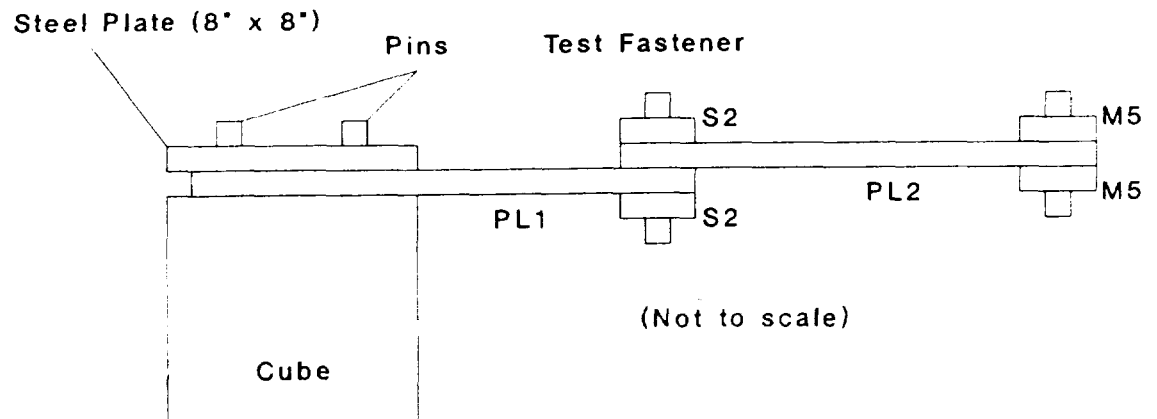 Steel Plate (8" x 8")
Pins
Test Fastener
S2
M5
PL1
S2
PL2
M5
(Not to scale)
Cube